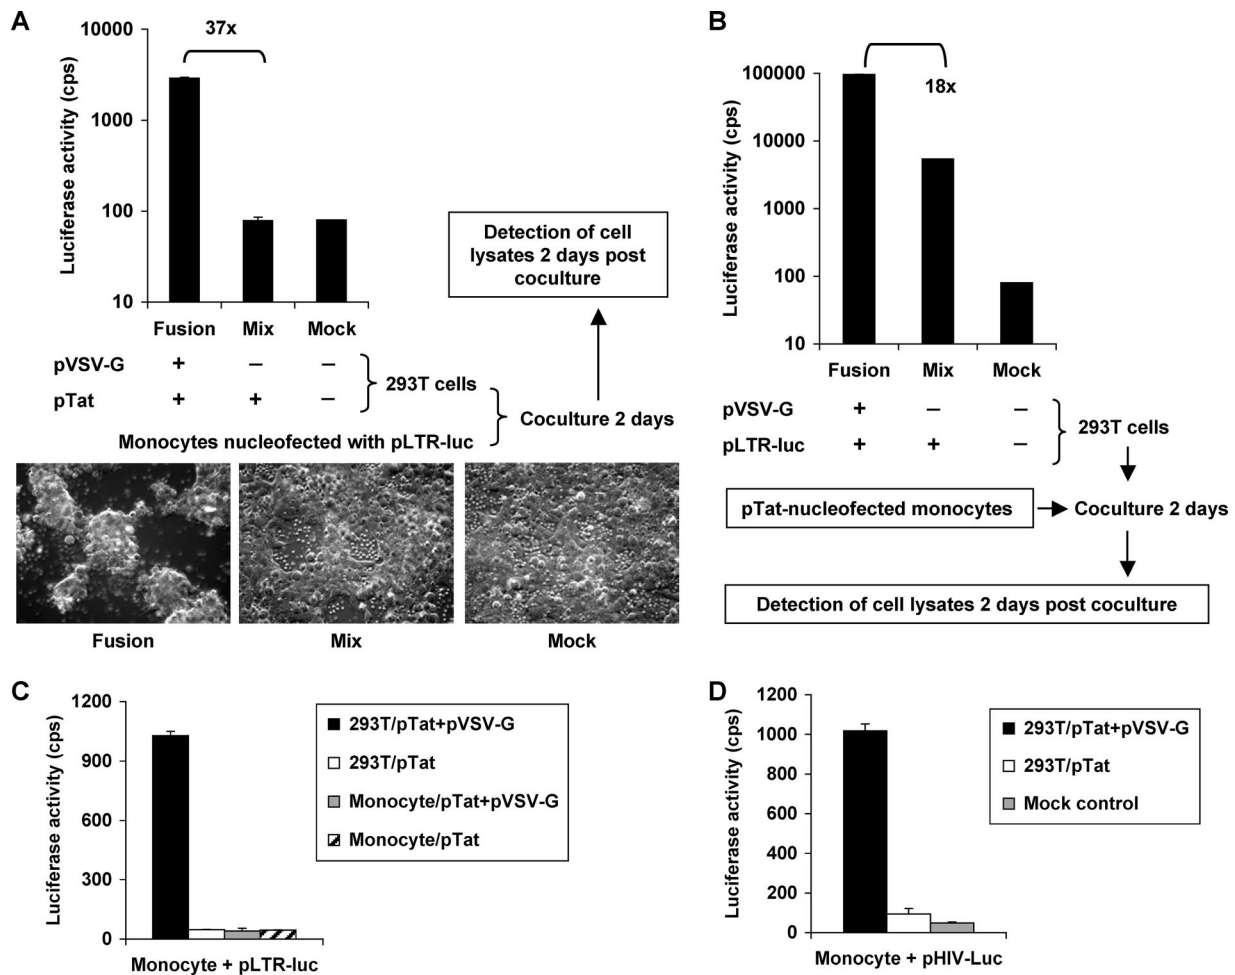 A
37x
10000
1000
100
10
Luciferase activity (cps)
Fusion Mix Mock
pVSV-G + – –
pTat + + –
293T cells
Monocytes nucleofected with pLTR-luc
Coculture 2 days
Detection of cell
lysates 2 days post
coculture
Fusion Mix Mock
B
18x
100000
10000
1000
100
10
Luciferase activity (cps)
Fusion Mix Mock
pVSV-G + – –
pLTR-luc + + –
293T cells
pTat-nucleofected monocytes
Coculture 2 days
Detection of cell lysates 2 days post coculture
C
1200
900
600
300
0
Luciferase activity (cps)
293T/pTat+pVSV-G
293T/pTat
Monocyte/pTat+pVSV-G
Monocyte/pTat
Monocyte + pLTR-luc
D
1200
1000
800
600
400
200
0
Luciferase activity (cps)
293T/pTat+pVSV-G
293T/pTat
Mock control
Monocyte + pHIV-Luc